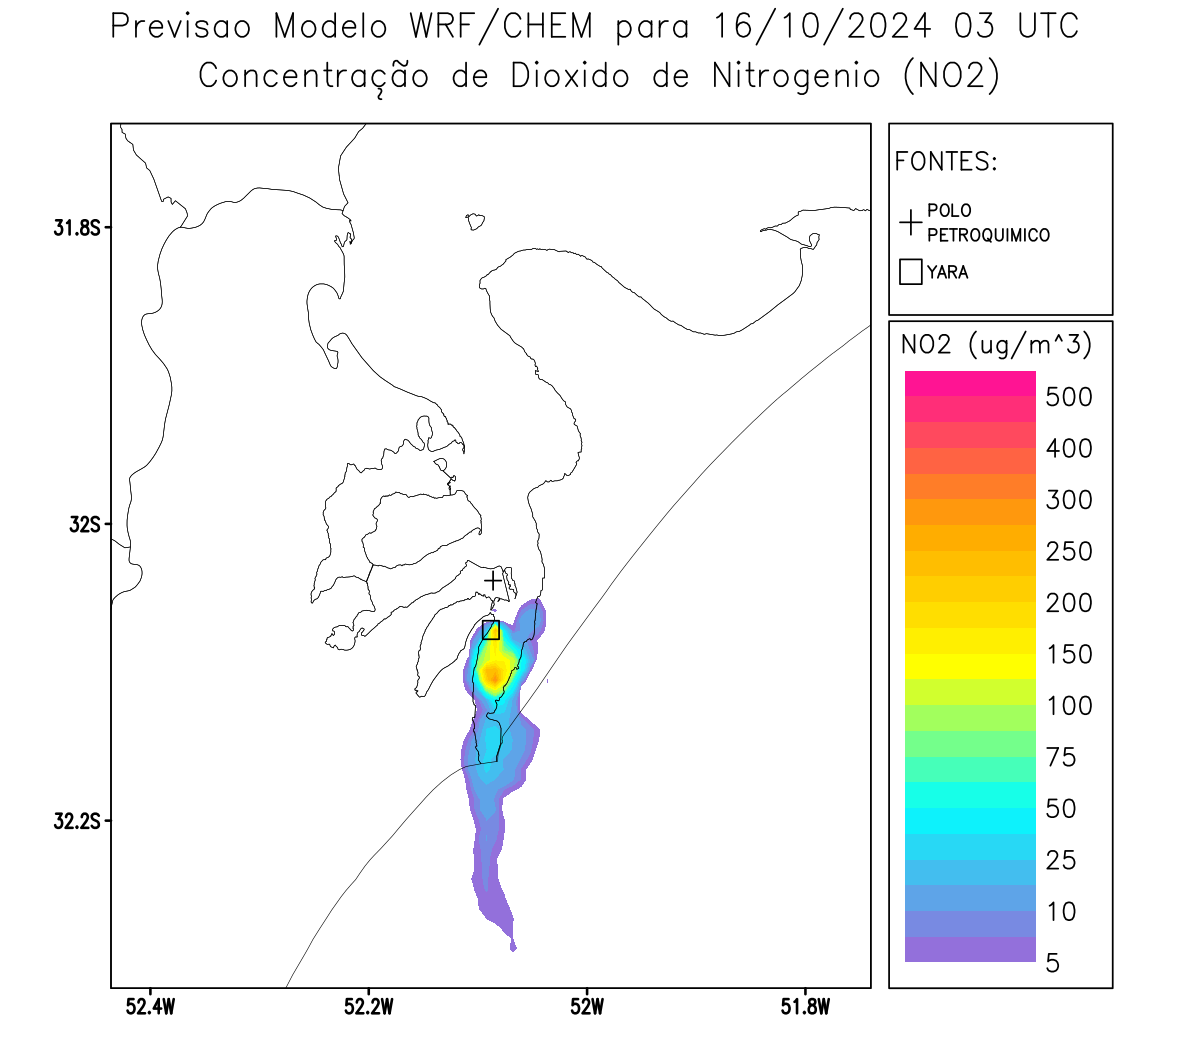 Previsao Modelo WRF/CHEM para 16/10/2024 03 UTC
Concentração de Dioxido de Nitrogenio (NO2)
FONTES:
POLO
PETROQUIMICO
YARA
NO2 (ug/m^3)
500
400
300
250
200
150
100
75
50
25
10
5
31.8S
32S
32.2S
52.4W
52.2W
52W
51.8W